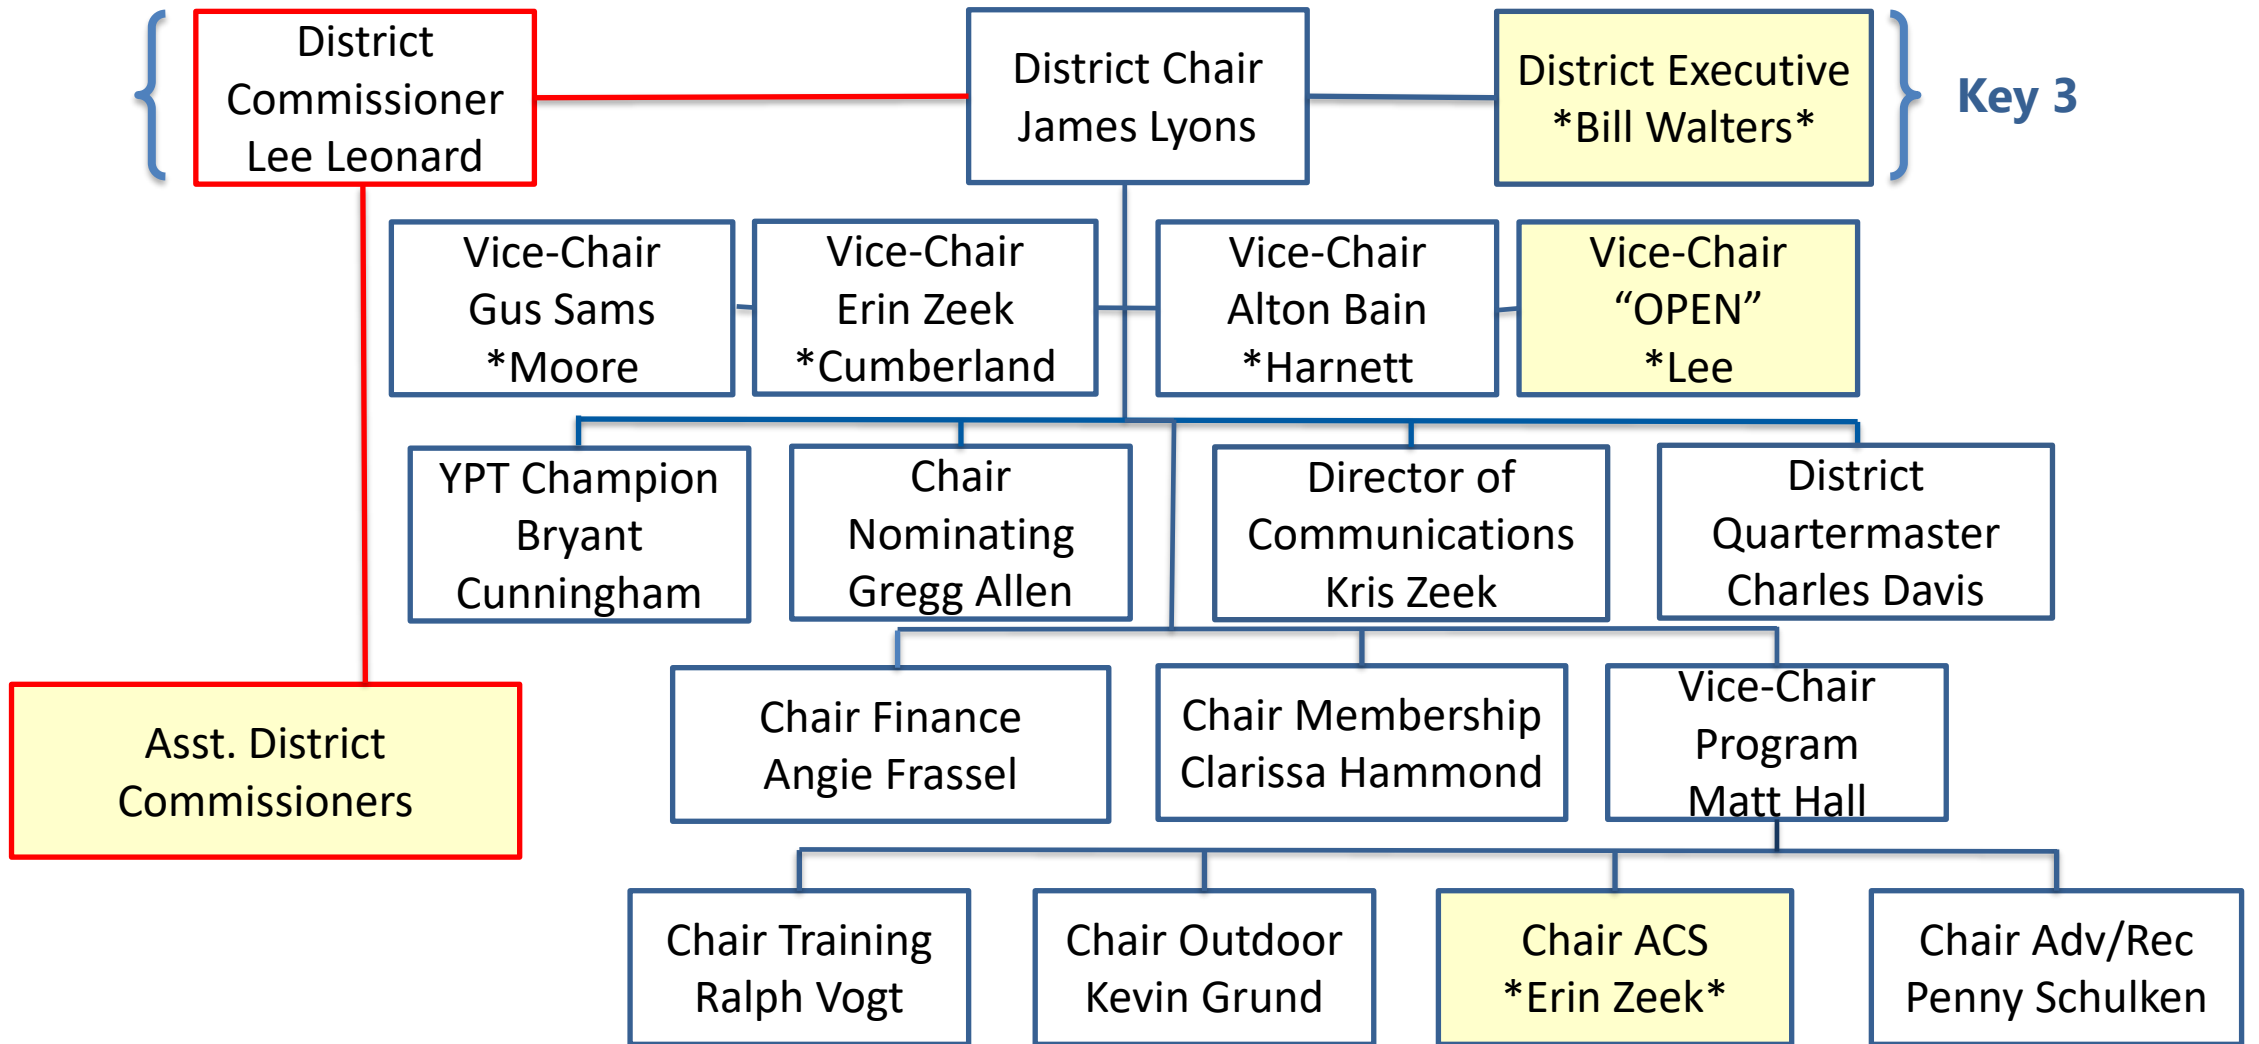 District
Commissioner
Lee Leonard
District Chair
James Lyons
District Executive
*Bill Walters*
Key 3
Vice-Chair
Gus Sams
*Moore
Vice-Chair
Erin Zeek
*Cumberland
Vice-Chair
Alton Bain
*Harnett
Vice-Chair
“OPEN”
*Lee
YPT Champion
Bryant
Cunningham
Chair
Nominating
Gregg Allen
Director of
Communications
Kris Zeek
District
Quartermaster
Charles Davis
Asst. District
Commissioners
Chair Finance
Angie Frassel
Chair Membership
Clarissa Hammond
Vice-Chair
Program
Matt Hall
Chair Training
Ralph Vogt
Chair Outdoor
Kevin Grund
Chair ACS
*Erin Zeek*
Chair Adv/Rec
Penny Schulken